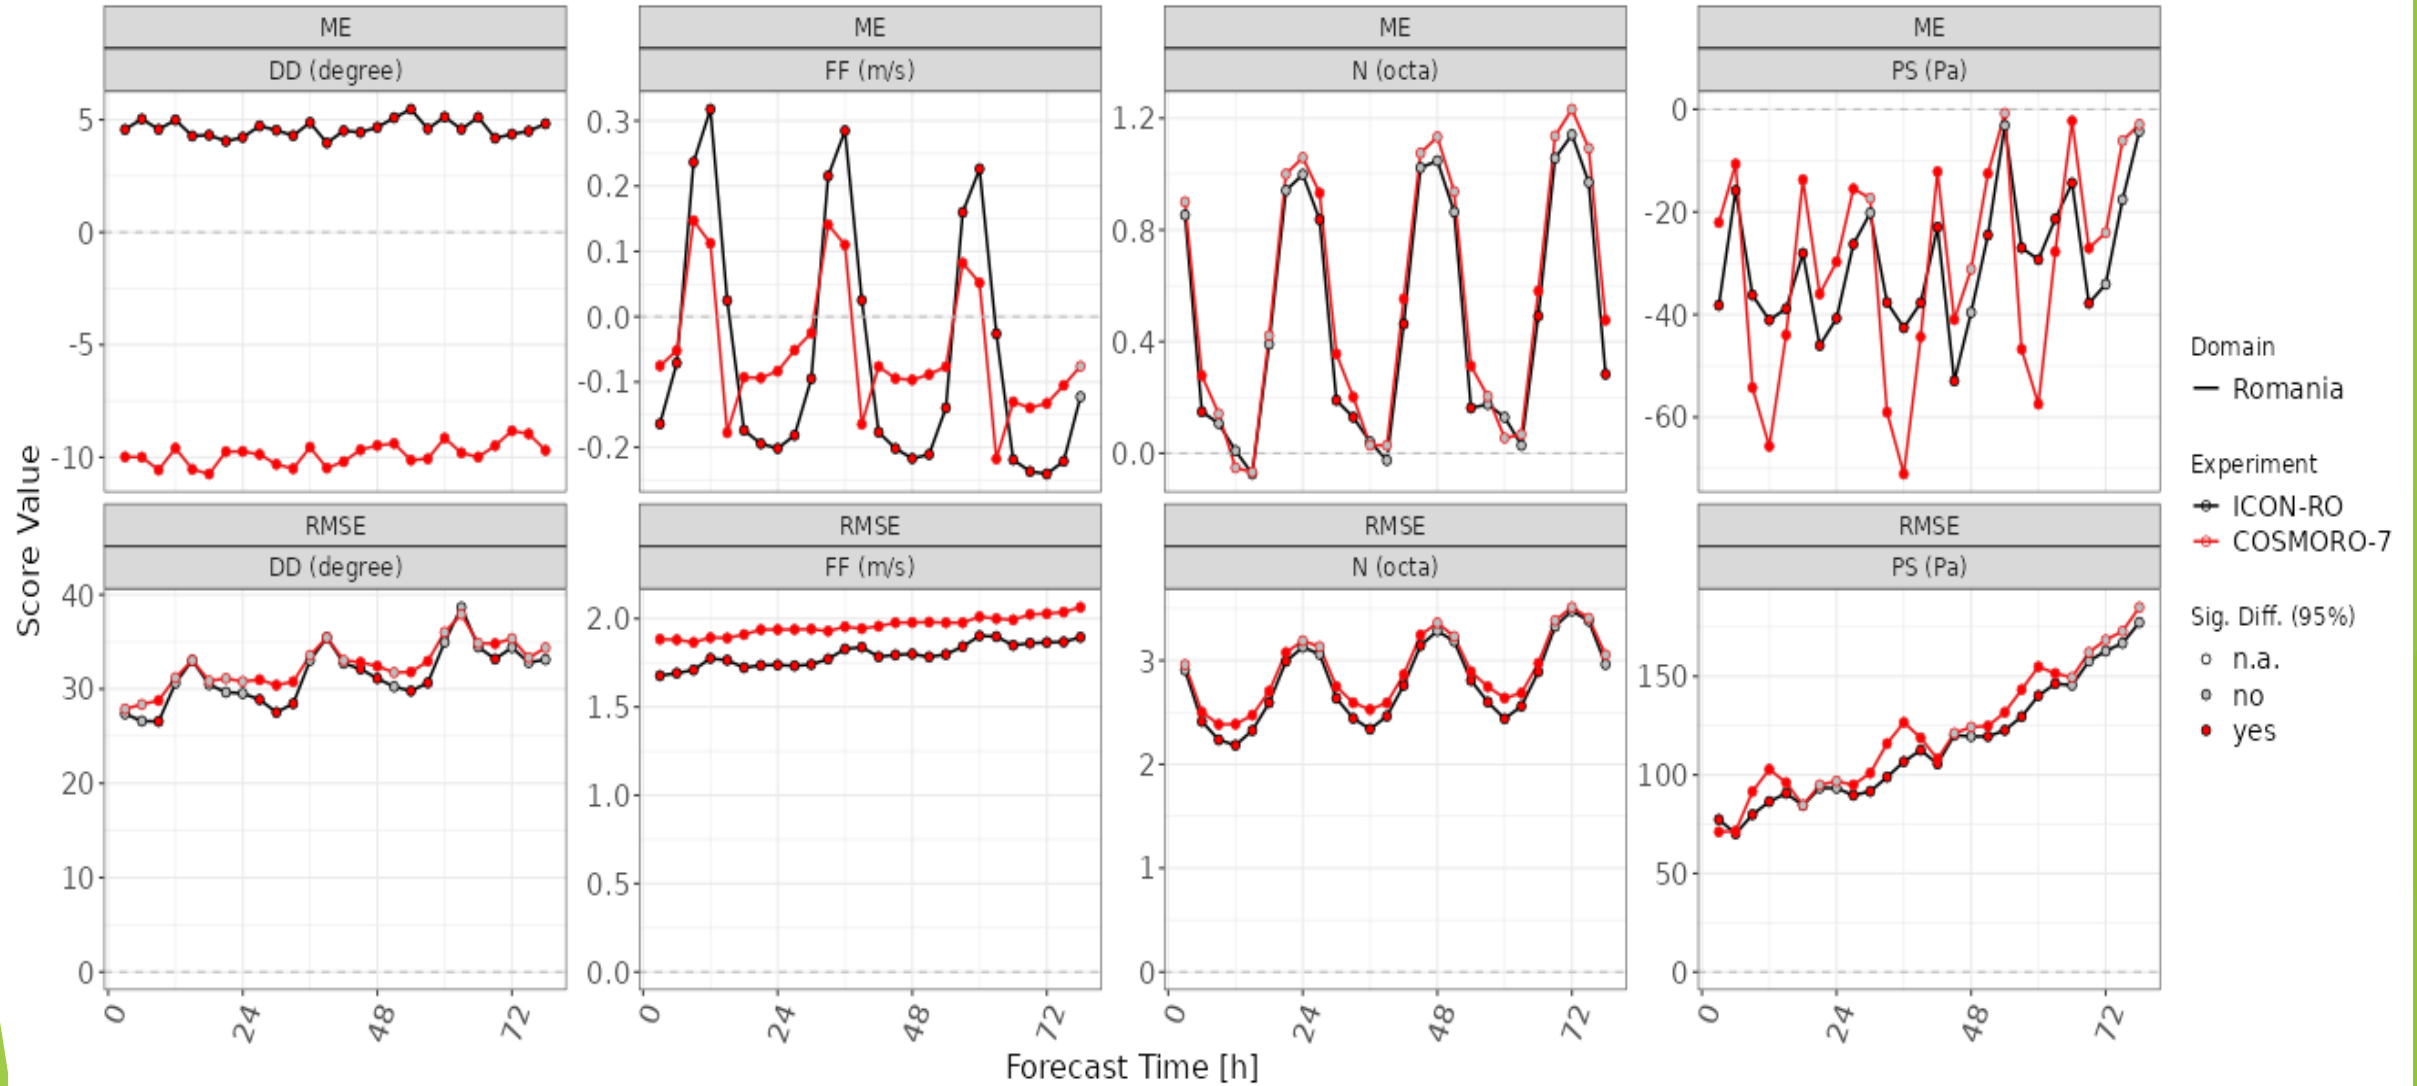 ME
ME
ME
ME
DD (degree)
FF (m/s)
N (octa)
PS (Pa)
5
0
-5
-10
0.3
0.2
0.1
0.0
-0.1
-0.2
1.2
0.8
0.4
0.0
0
-20
-40
-60
RMSE
RMSE
RMSE
RMSE
DD (degree)
FF (m/s)
N (octa)
PS (Pa)
40
30
20
10
0
2.0
1.5
1.0
0.5
0.0
3
2
1
0
150
100
50
0
0
24
48
72
0
24
48
72
0
24
48
72
0
24
48
72
Score Value
Forecast Time [h]
Domain
Romania
Experiment
ICON-RO
COSMORO-7
Sig. Diff. (95%)
n.a.
no
yes